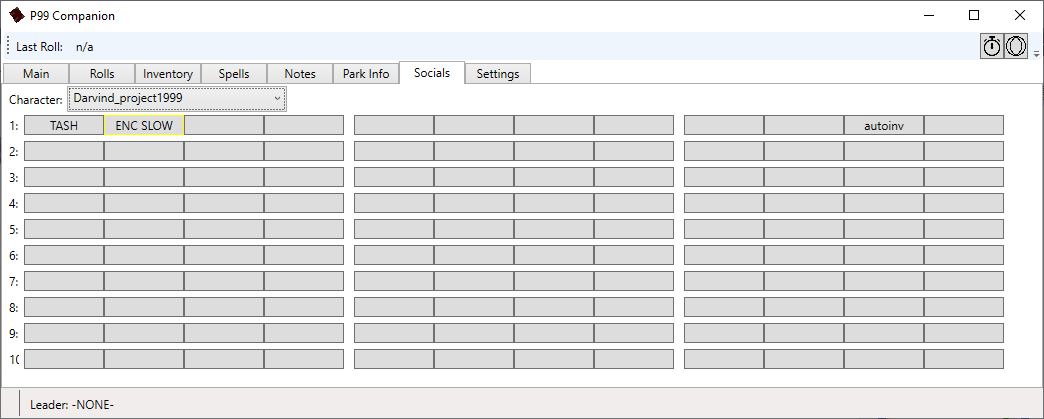 P99 Companion
Last Roll: n/a
Main Rolls Inventory Spells Notes Park Info Socials Settings
Character: Darvind_project1999
1: TASH ENC SLOW autoinv
2:
3:
4:
5:
6:
7:
8:
9:
10
Leader: -NONE-